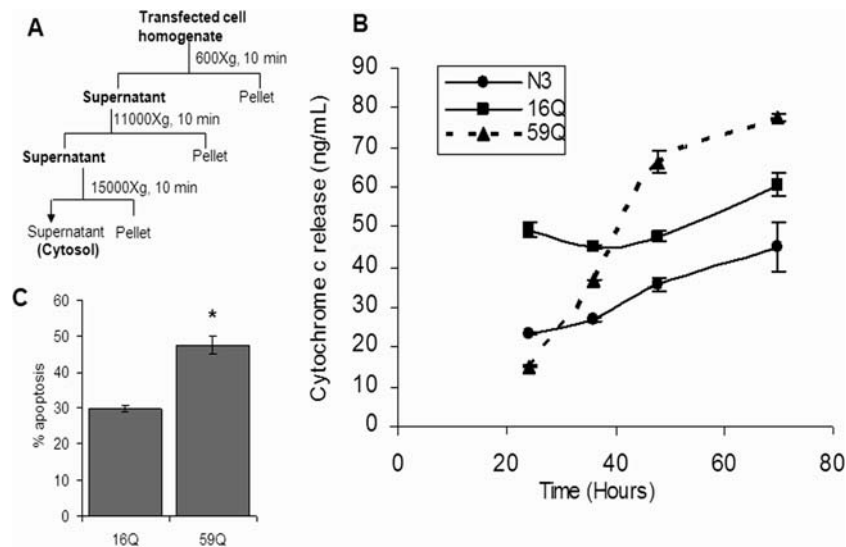 A
Transfected cell
homogenate
600Xg, 10 min
Supernatant
Pellet
11000Xg, 10 min
Supernatant
Pellet
15000Xg, 10 min
Supernatant
(Cytosol)
Pellet
B
90
80
70
60
50
40
30
20
10
0
Cytochrome c release (ng/mL)
N3
16Q
59Q
0
20
40
60
80
Time (Hours)
C
60
50
40
30
20
10
0
% apoptosis
*
16Q
59Q